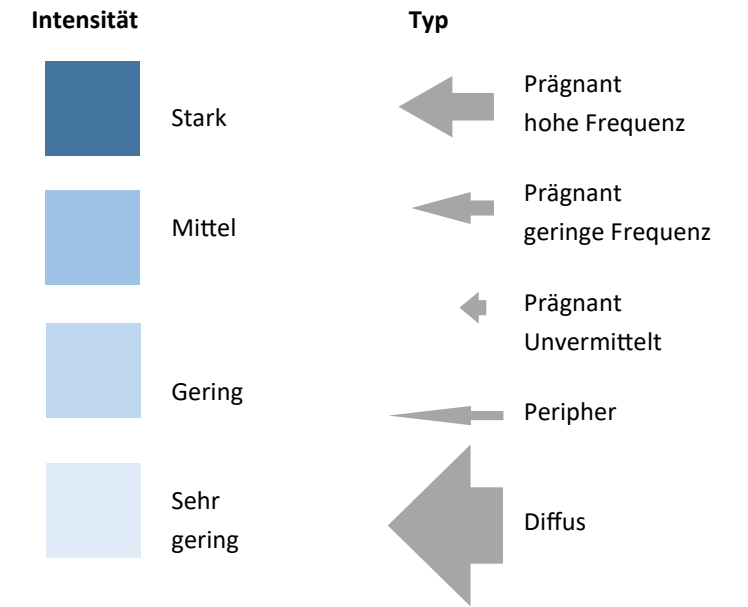 Intensität
Stark
Mittel
Gering
Sehr
gering
Typ
Prägnant
hohe Frequenz
Prägnant
geringe Frequenz
Prägnant
Unvermittelt
Peripher
Diffus